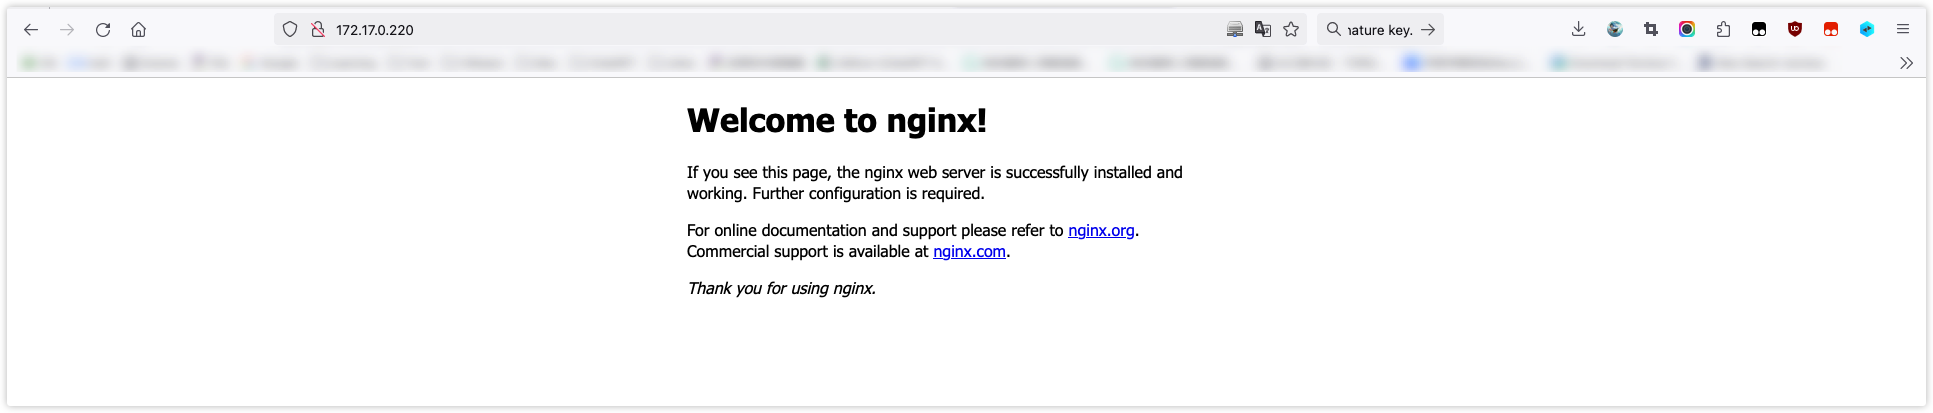 172.17.0.220
nature key.
Welcome to nginx!
If you see this page, the nginx web server is successfully installed and
working. Further configuration is required.
For online documentation and support please refer to nginx.org.
Commercial support is available at nginx.com.
Thank you for using nginx.